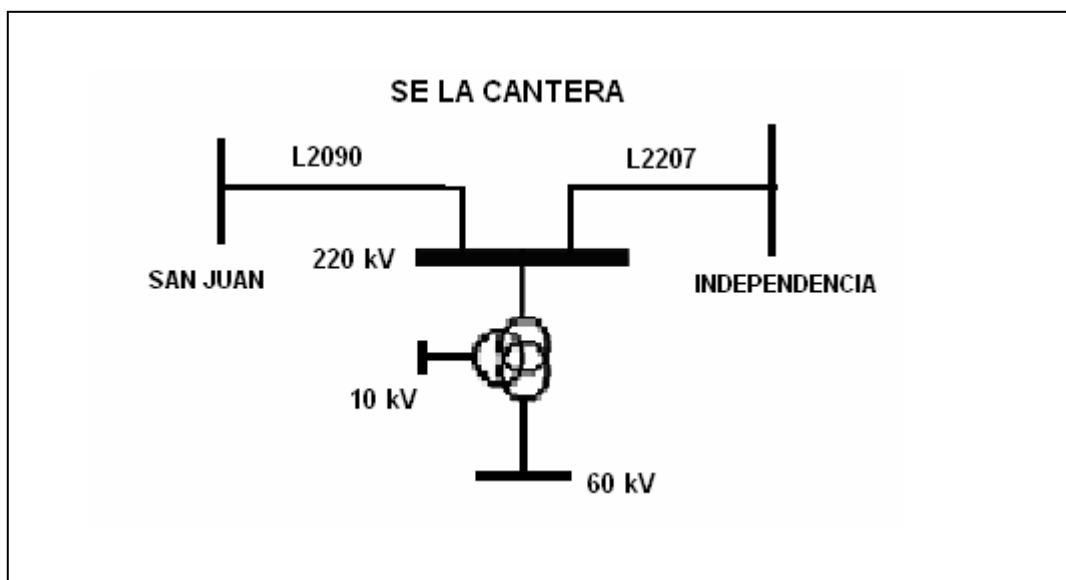 SE LA CANTERA
L2090
L2207
220 kV
SAN JUAN
INDEPENDENCIA
10 kV
60 kV